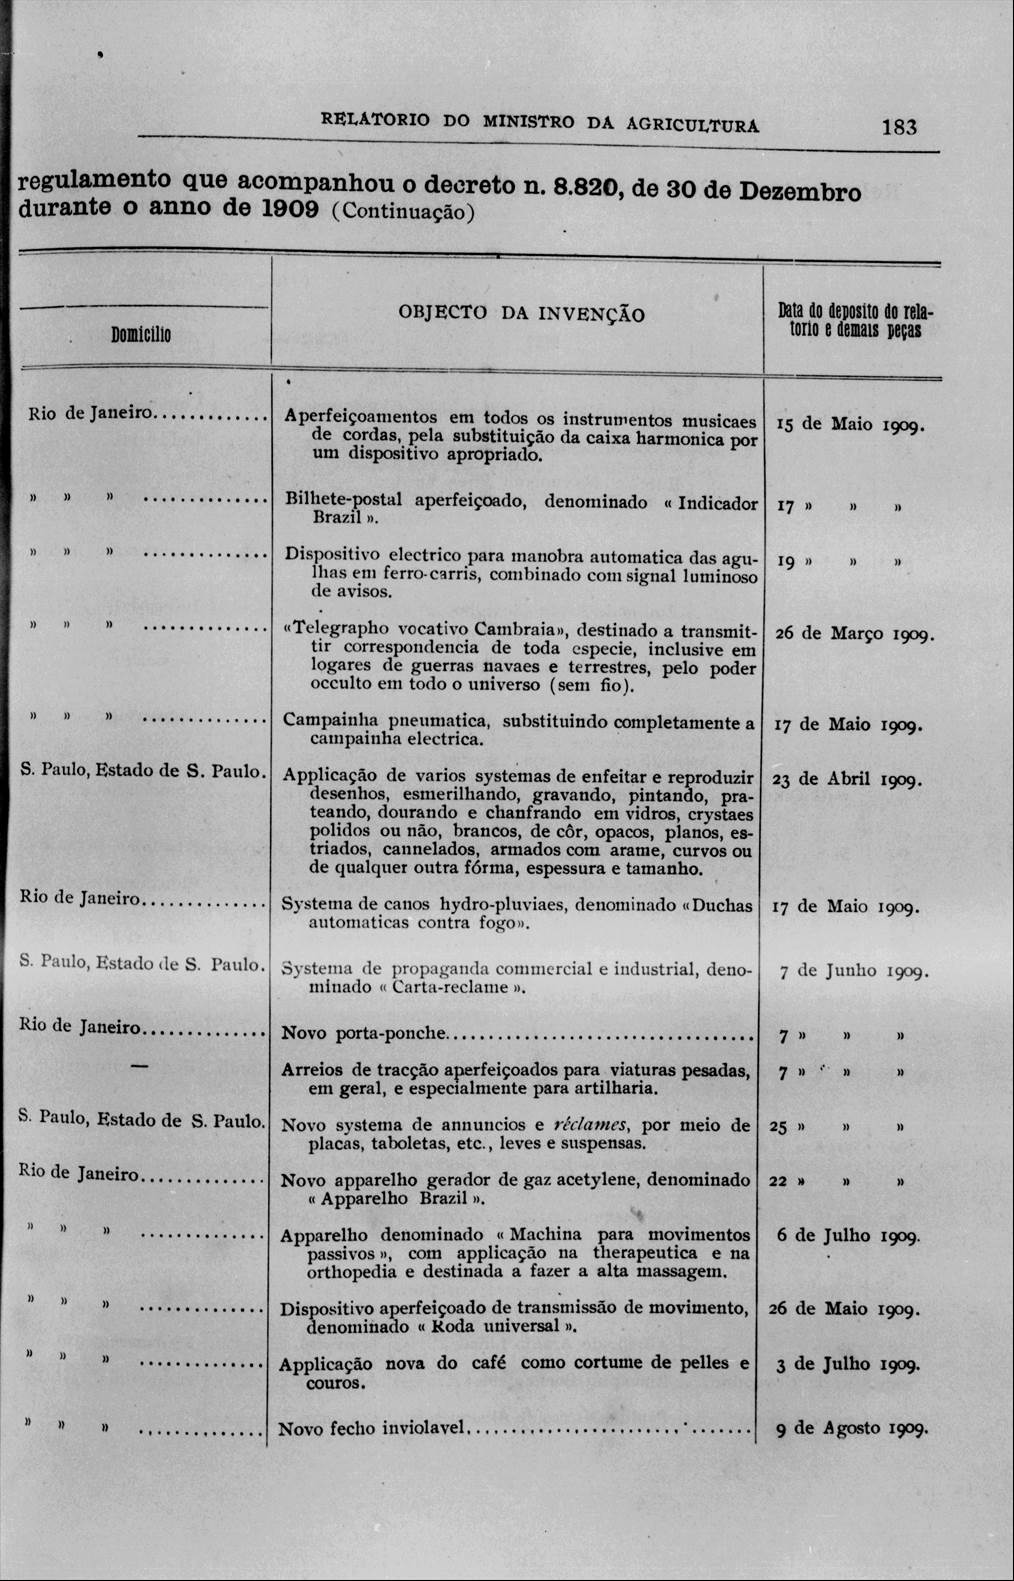 RELATORIO DO MINISTRO DA AGRICULTURA 183
regulamento que acompanhou o decreto n. 8.820, de 30 de Dezembro
durante o anno de 1909 (Continuação)
Domicilio
OBJECTO DA INVENÇÃO
Data do deposito do rela-
torio e demais peças
Rio de Janeiro............. Aperfeiçoamentos em todos os instrumentos musicaes 15 de Maio 1909.
de cordas, pela substituição da caixa harmonica por
um dispositivo apropriado.
» » » .............. Bilhete-postal aperfeiçoado, denominado « Indicador 17 » » »
Brazil ».
» » » .............. Dispositivo electrico para manobra automatica das agu- 19 » » »
lhas em ferro-carris, combinado com signal luminoso
de avisos.
» » » .............. «Telegrapho vocativo Cambraia», destinado a transmit- 26 de Março 1909.
tir correspondencia de toda especie, inclusive em
logares de guerras navaes e terrestres, pelo poder
occulto em todo o universo (sem fio).
» » » .............. Campainha pneumatica, substituindo completamente a 17 de Maio 1909.
campainha electrica.
S. Paulo, Estado de S. Paulo. Applicação de varios systemas de enfeitar e reproduzir 23 de Abril 1909.
desenhos, esmerilhando, gravando, pintando, pra-
teando, dourando e chanfrando em vidros, crystaes
polidos ou não, brancos, de côr, opacos, planos, es-
triados, cannelados, armados com arame, curvos ou
de qualquer outra fórma, espessura e tamanho.
Rio de Janeiro.............. Systema de canos hydro-pluviaes, denominado «Duchas 17 de Maio 1909.
automaticas contra fogo».
S. Paulo, Estado de S. Paulo. Systema de propaganda commercial e industrial, deno- 7 de Junho 1909.
minado « Carta-reclame ».
Rio de Janeiro.............. Novo porta-ponche.................................... 7 » » »
— Arreios de tracção aperfeiçoados para viaturas pesadas, 7 » » »
em geral, e especialmente para artilharia.
S. Paulo, Estado de S. Paulo. Novo systema de annuncios e réclames, por meio de 25 » » »
placas, taboletas, etc., leves e suspensas.
Rio de Janeiro.............. Novo apparelho gerador de gaz acetylene, denominado 22 » » »
« Apparelho Brazil ».
» » » .............. Apparelho denominado « Machina para movimentos 6 de Julho 1909.
passivos », com applicação na therapeutica e na
orthopedia e destinada a fazer a alta massagem.
» » » .............. Dispositivo aperfeiçoado de transmissão de movimento, 26 de Maio 1909.
denominado « Roda universal ».
» » » .............. Applicação nova do café como cortume de pelles e 3 de Julho 1909.
couros.
» » » .............. Novo fecho inviolavel................................. 9 de Agosto 1909.